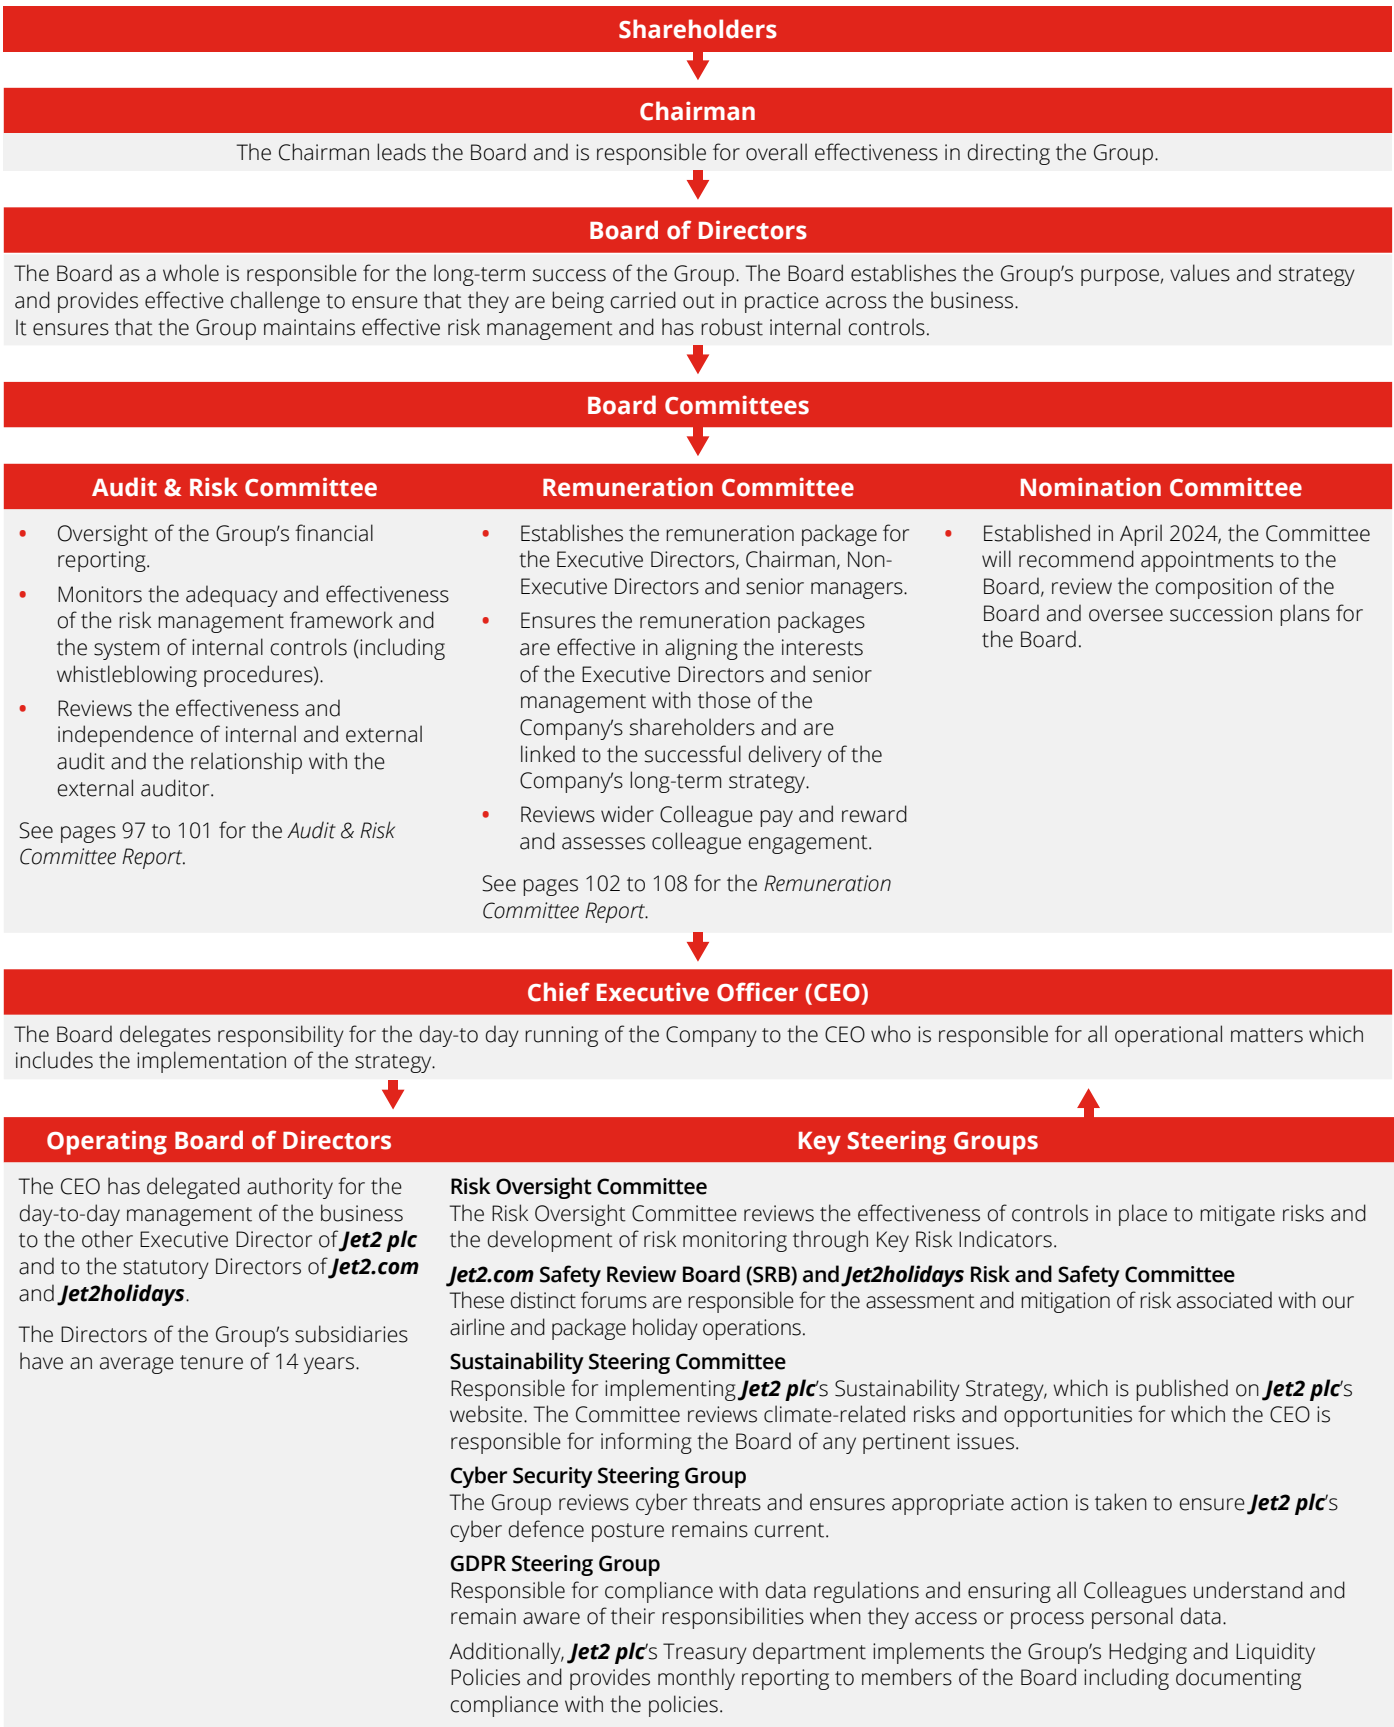 Shareholders
Chairman
The Chairman leads the Board and is responsible for overall effectiveness in directing the Group.
Board of Directors
The Board as a whole is responsible for the long-term success of the Group. The Board establishes the Group's purpose, values and strategy
and provides effective challenge to ensure that they are being carried out in practice across the business.
It ensures that the Group maintains effective risk management and has robust internal controls.
Board Committees
Audit & Risk Committee
• Oversight of the Group's financial
reporting.
• Monitors the adequacy and effectiveness
of the risk management framework and
the system of internal controls (including
whistleblowing procedures).
• Reviews the effectiveness and
independence of internal and external
audit and the relationship with the
external auditor.
See pages 97 to 101 for the Audit & Risk
Committee Report.
Remuneration Committee
• Establishes the remuneration package for
the Executive Directors, Chairman, Non-
Executive Directors and senior managers.
• Ensures the remuneration packages
are effective in aligning the interests
of the Executive Directors and senior
management with those of the
Company's shareholders and are
linked to the successful delivery of the
Company's long-term strategy.
• Reviews wider Colleague pay and reward
and assesses colleague engagement.
See pages 102 to 108 for the Remuneration
Committee Report.
Nomination Committee
• Established in April 2024, the Committee
will recommend appointments to the
Board, review the composition of the
Board and oversee succession plans for
the Board.
Chief Executive Officer (CEO)
The Board delegates responsibility for the day-to day running of the Company to the CEO who is responsible for all operational matters which
includes the implementation of the strategy.
Operating Board of Directors
The CEO has delegated authority for the
day-to-day management of the business
to the other Executive Director of Jet2 plc
and to the statutory Directors of Jet2.com
and Jet2holidays.
The Directors of the Group's subsidiaries
have an average tenure of 14 years.
Key Steering Groups
Risk Oversight Committee
The Risk Oversight Committee reviews the effectiveness of controls in place to mitigate risks and
the development of risk monitoring through Key Risk Indicators.
Jet2.com Safety Review Board (SRB) and Jet2holidays Risk and Safety Committee
These distinct forums are responsible for the assessment and mitigation of risk associated with our
airline and package holiday operations.
Sustainability Steering Committee
Responsible for implementing Jet2 plc's Sustainability Strategy, which is published on Jet2 plc's
website. The Committee reviews climate-related risks and opportunities for which the CEO is
responsible for informing the Board of any pertinent issues.
Cyber Security Steering Group
The Group reviews cyber threats and ensures appropriate action is taken to ensure Jet2 plc's
cyber defence posture remains current.
GDPR Steering Group
Responsible for compliance with data regulations and ensuring all Colleagues understand and
remain aware of their responsibilities when they access or process personal data.
Additionally, Jet2 plc's Treasury department implements the Group's Hedging and Liquidity
Policies and provides monthly reporting to members of the Board including documenting
compliance with the policies.